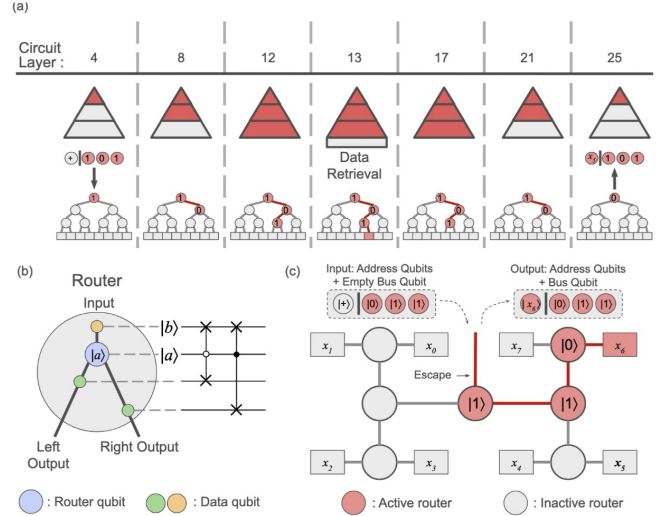 (a)
Circuit
Layer :
4 8 12 13 17 21 25
Data
Retrieval
+ 1 0 1
1 0 1
1
1
0
1
0
1
1
0
1
1
0
1
1
0
0
(b)
Router
Input
|b⟩
|a⟩
|a⟩
Left
Output
Right Output
: Router qubit
: Data qubit
(c)
Input: Address Qubits
+ Empty Bus Qubit
Output: Address Qubits
+ Bus Qubit
|+⟩ |0⟩ |1⟩ |1⟩
|x₆⟩ |0⟩ |1⟩ |1⟩
x₁ x₀ x₇ |0⟩ x₆
Escape
|1⟩ |1⟩
x₂ x₃ x₄ x₅
: Active router
: Inactive router